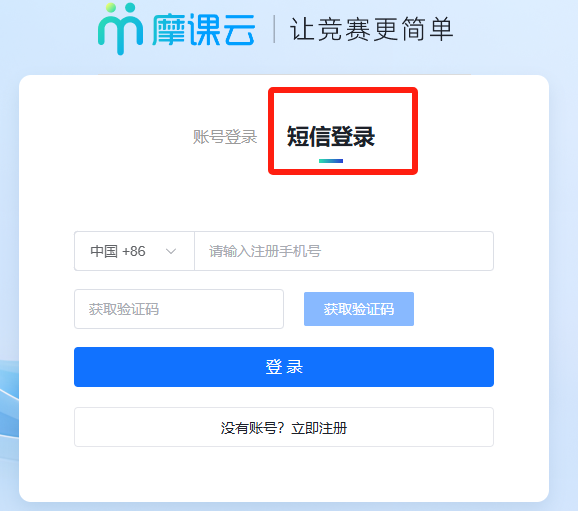 摩课云 | 让竞赛更简单
账号登录 短信登录
中国 +86 请输入注册手机号
获取验证码 获取验证码
登 录
没有账号？立即注册